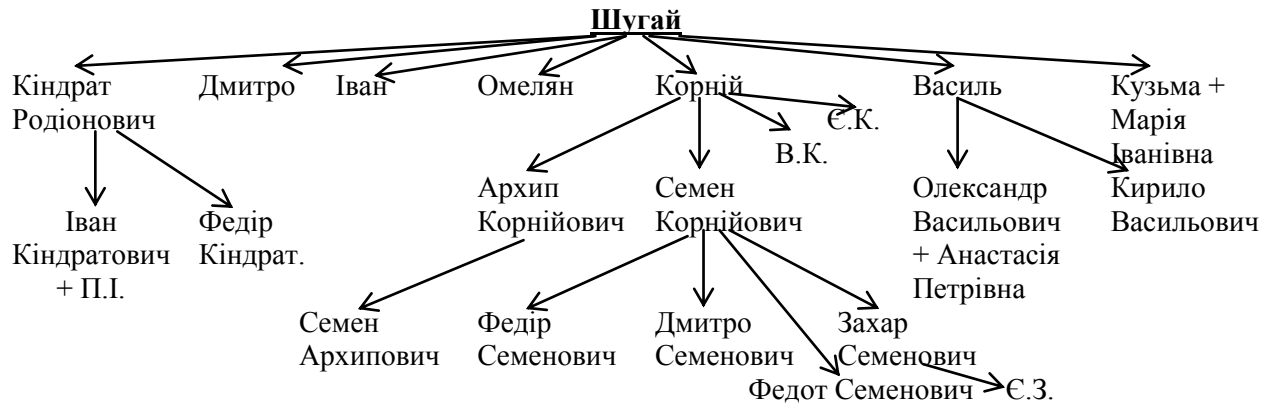 Шугай
Кіндрат
Родіонович
Дмитро
Іван
Омелян
Корній
Василь
Кузьма +
Марія
Іванівна
Є.К.
В.К.
Іван
Кіндратович
+ П.І.
Федір
Кіндрат.
Архип
Корнійович
Семен
Корнійович
Олександр
Васильович
+ Анастасія
Петрівна
Кирило
Васильович
Семен
Архипович
Федір
Семенович
Дмитро
Семенович
Захар
Семенович
Федот Семенович
Є.З.